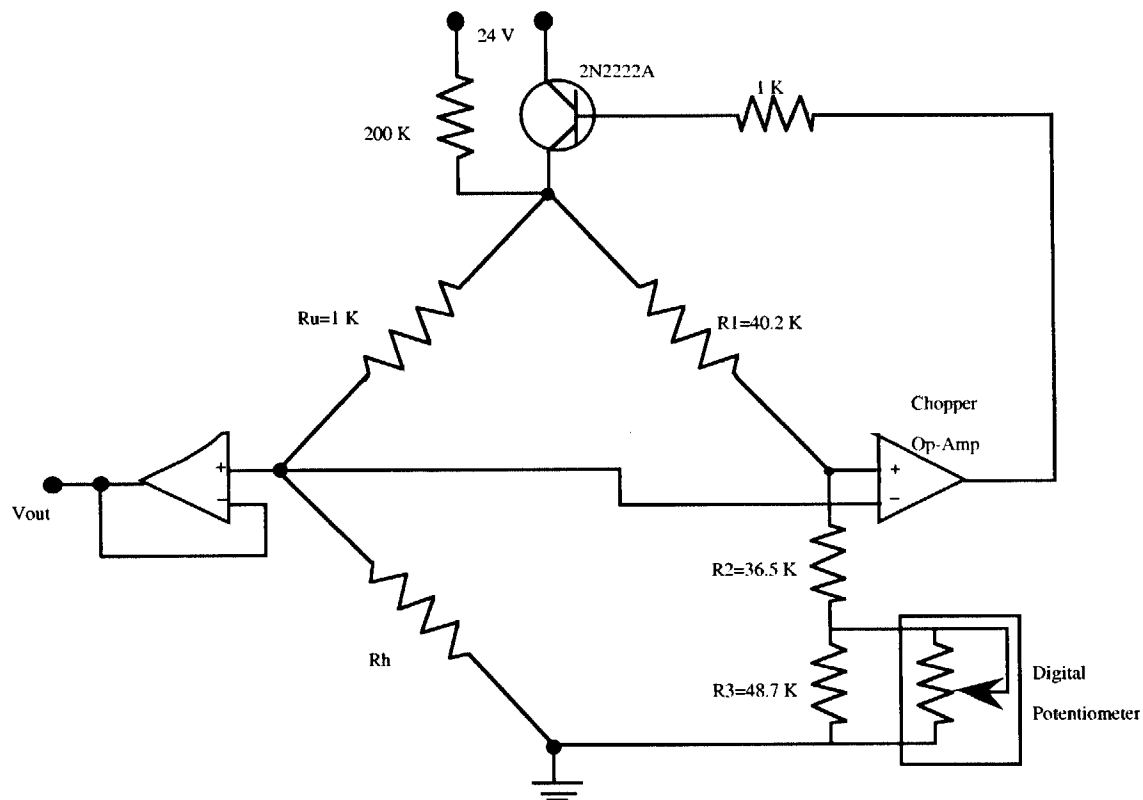 24 V
2N2222A
1 K
200 K
Ru=1 K
R1=40.2 K
Chopper
Op-Amp
+
−
+
−
Vout
R2=36.5 K
Rh
R3=48.7 K
Digital
Potentiometer